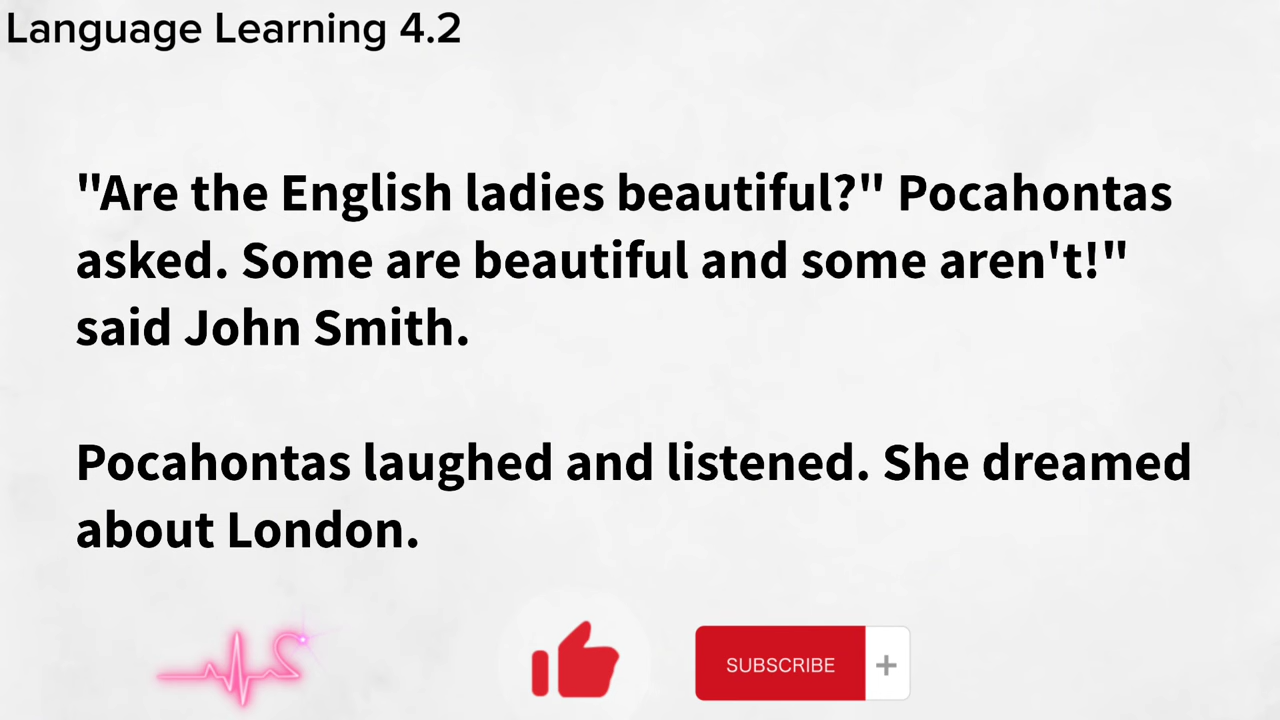 Language Learning 4.2
"Are the English ladies beautiful?" Pocahontas
asked. Some are beautiful and some aren't!"
said John Smith.
Pocahontas laughed and listened. She dreamed
about London.
SUBSCRIBE +